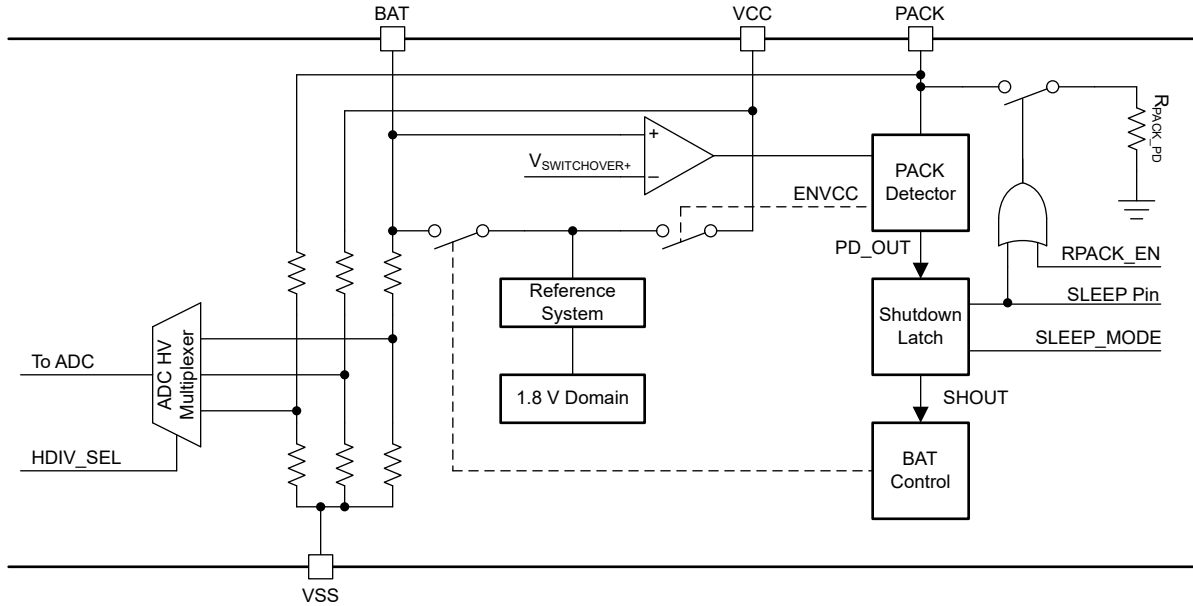 BAT
VCC
PACK
RPACK_PD
+
VSWITCHOVER+
−
PACK
Detector
ENVCC
PD_OUT
RPACK_EN
Reference
System
Shutdown
Latch
SLEEP Pin
SLEEP_MODE
To ADC
ADC HV
Multiplexer
1.8 V Domain
SHOUT
HDIV_SEL
BAT
Control
VSS